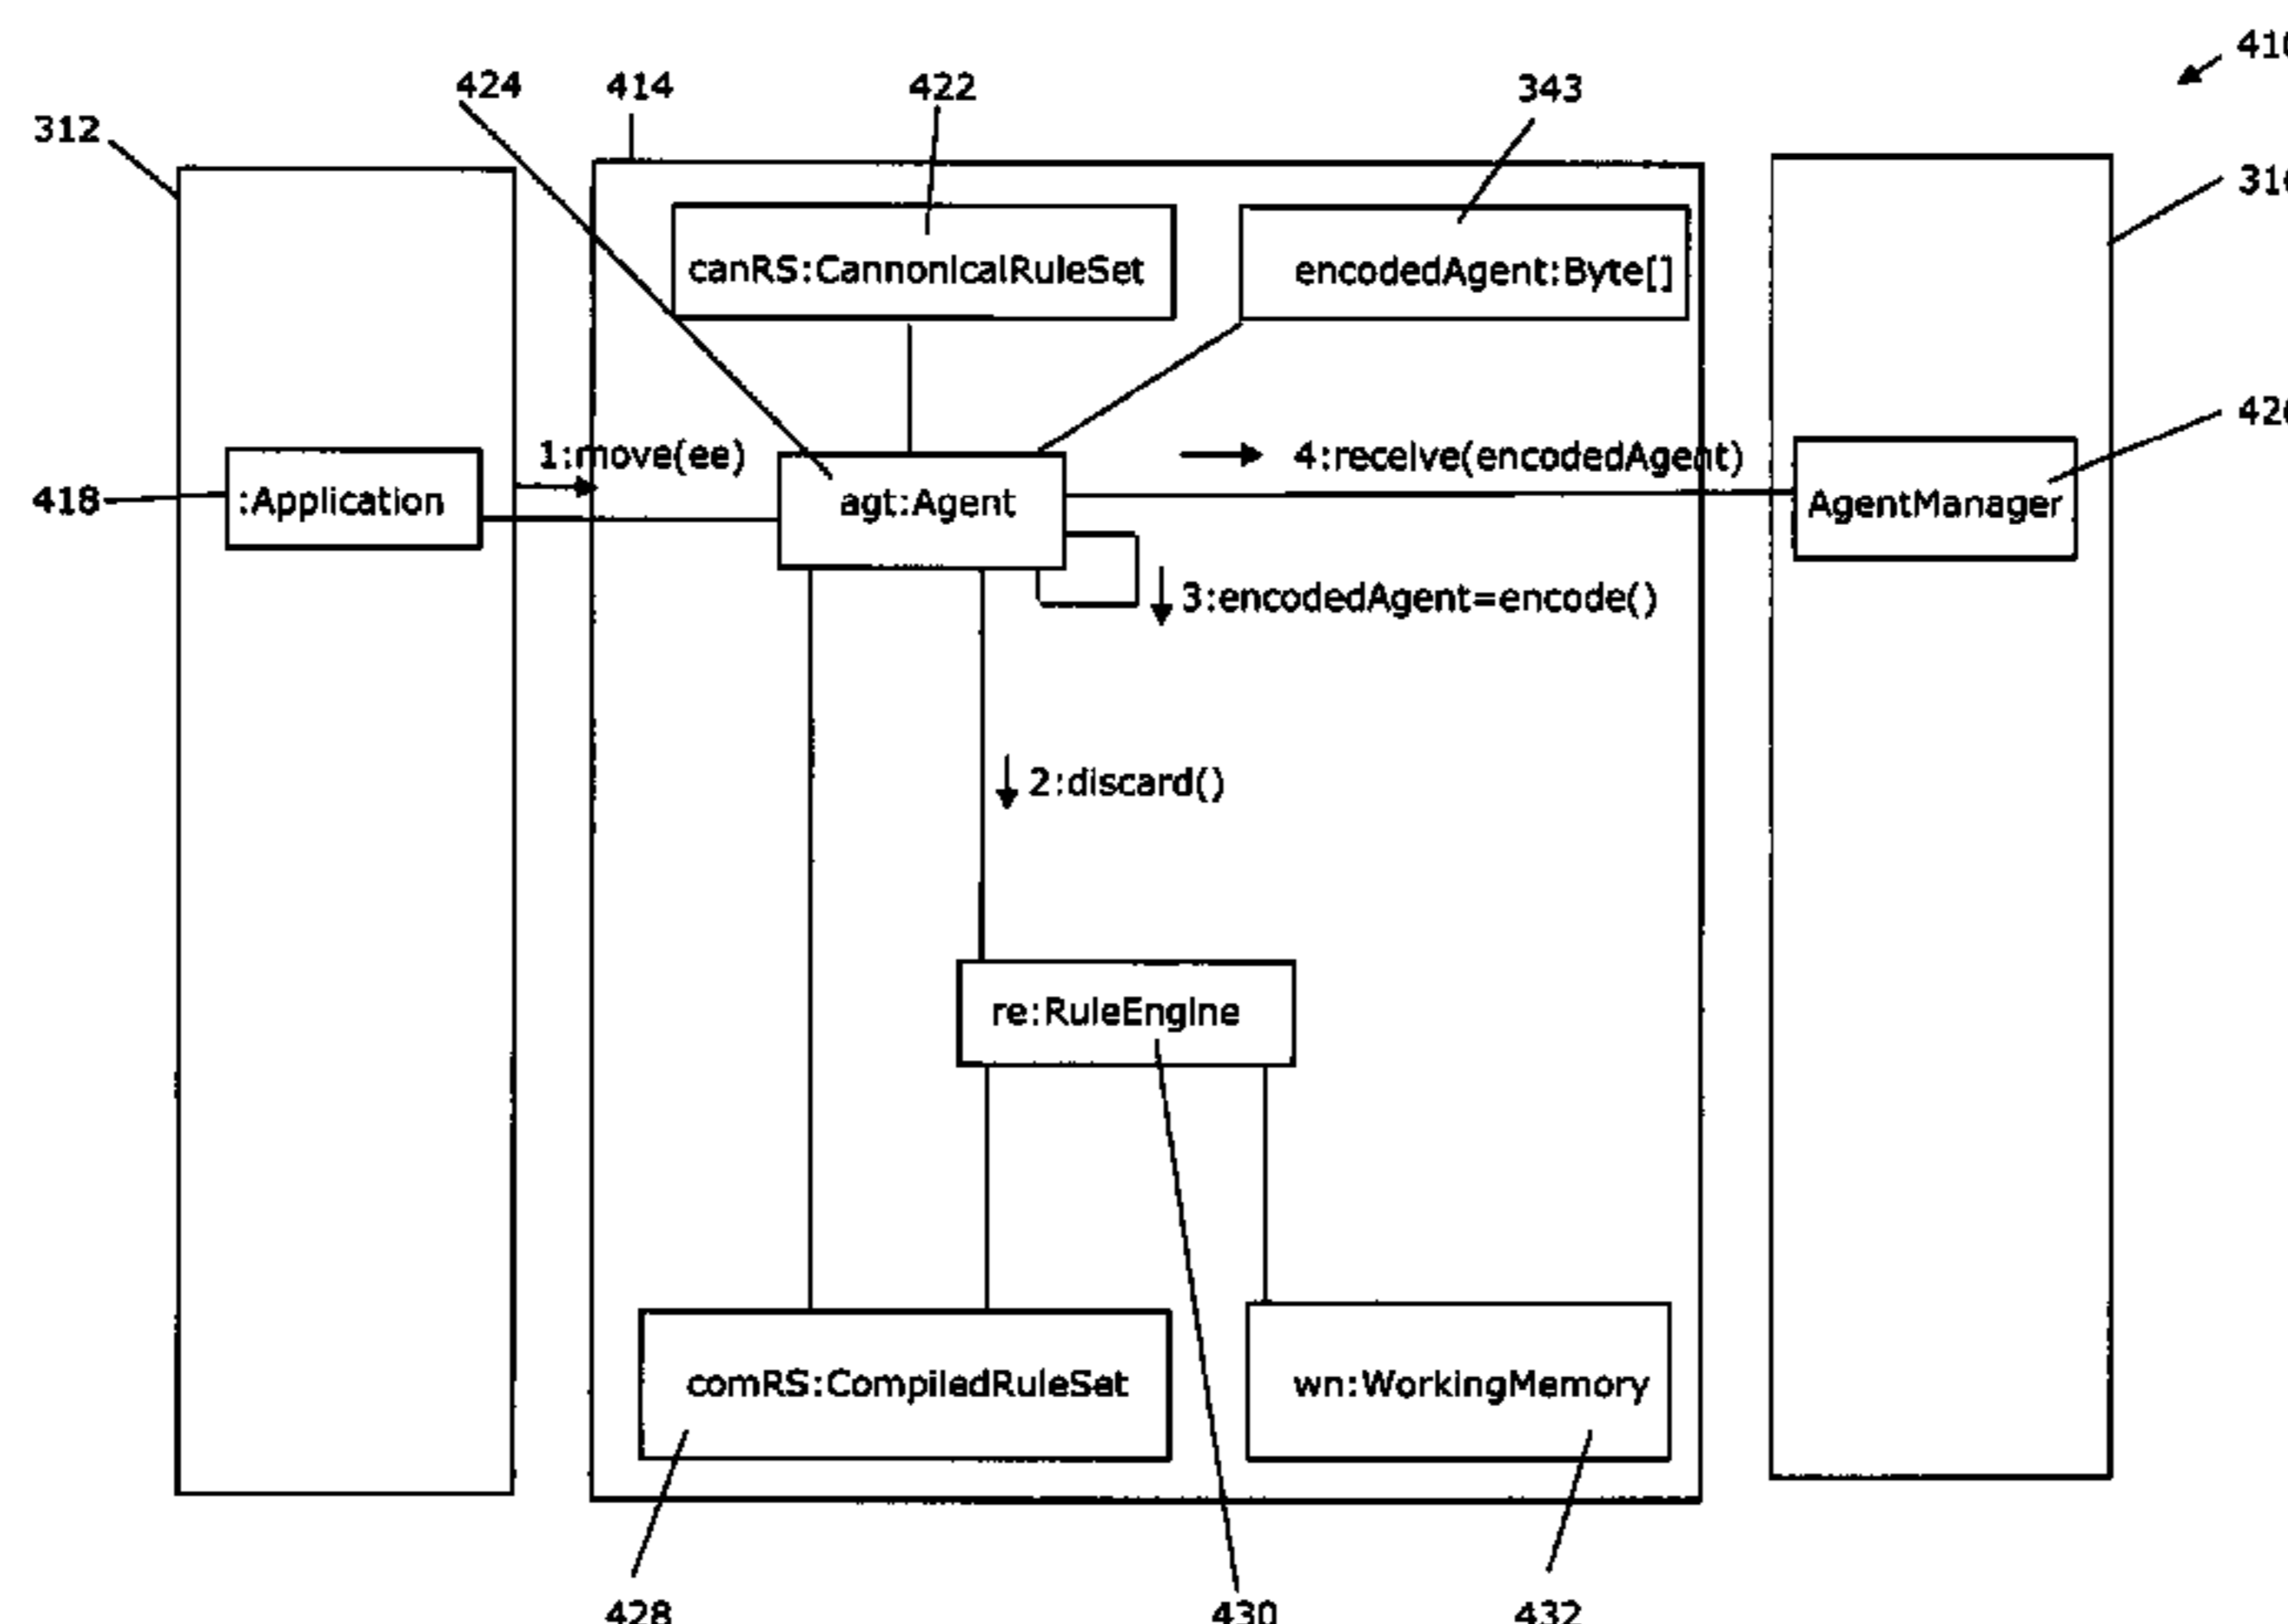 410
424 414 422 343
312
316
canRS:CannonicalRuleSet
encodedAgent:Byte[]
420
1:move(ee)
4:receive(encodedAgent)
418
:Application
agt:Agent
AgentManager
3:encodedAgent=encode()
2:discard()
re:RuleEngine
comRS:CompiledRuleSet
wn:WorkingMemory
428 430 432